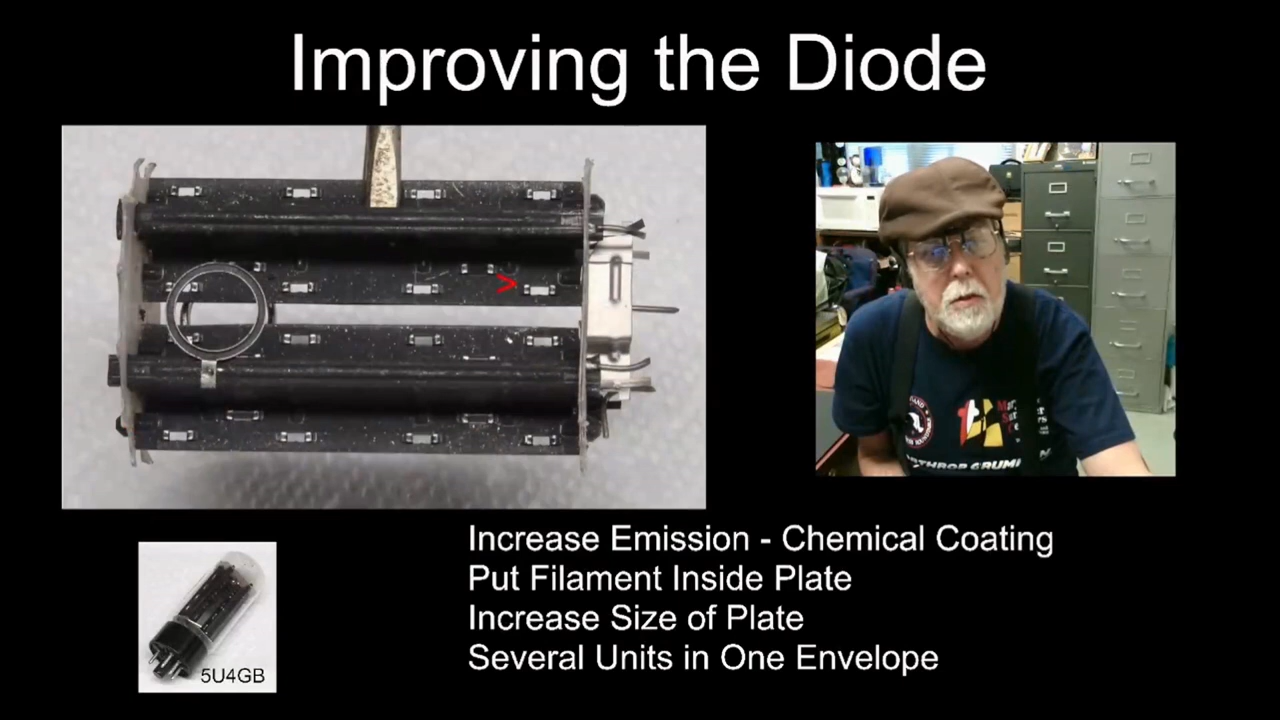 Improving the Diode
>
Increase Emission - Chemical Coating
Put Filament Inside Plate
Increase Size of Plate
Several Units in One Envelope
5U4GB